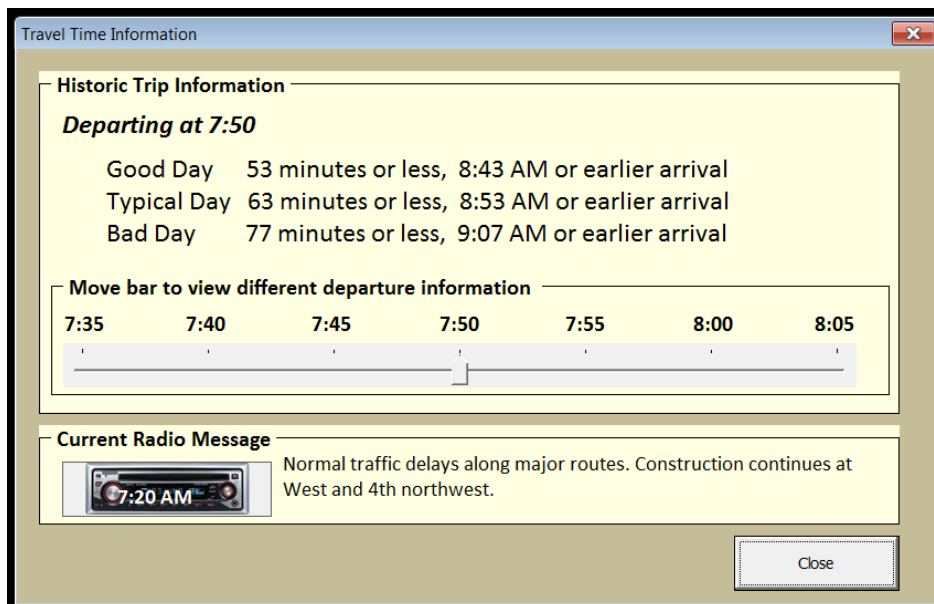 Travel Time Information
Historic Trip Information
Departing at 7:50
Good Day 53 minutes or less, 8:43 AM or earlier arrival
Typical Day 63 minutes or less, 8:53 AM or earlier arrival
Bad Day 77 minutes or less, 9:07 AM or earlier arrival
Move bar to view different departure information
7:35 7:40 7:45 7:50 7:55 8:00 8:05
Current Radio Message
7:20 AM
Normal traffic delays along major routes. Construction continues at
West and 4th northwest.
Close